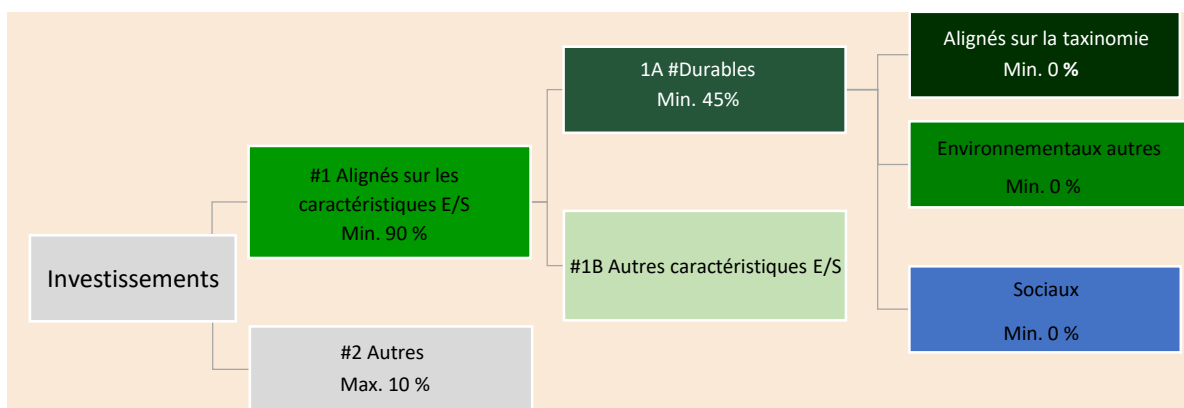 Investissements
#1 Alignés sur les
caractéristiques E/S
Min. 90 %
#2 Autres
Max. 10 %
1A #Durables
Min. 45%
#1B Autres caractéristiques E/S
Alignés sur la taxinomie
Min. 0 %
Environnementaux autres
Min. 0 %
Sociaux
Min. 0 %